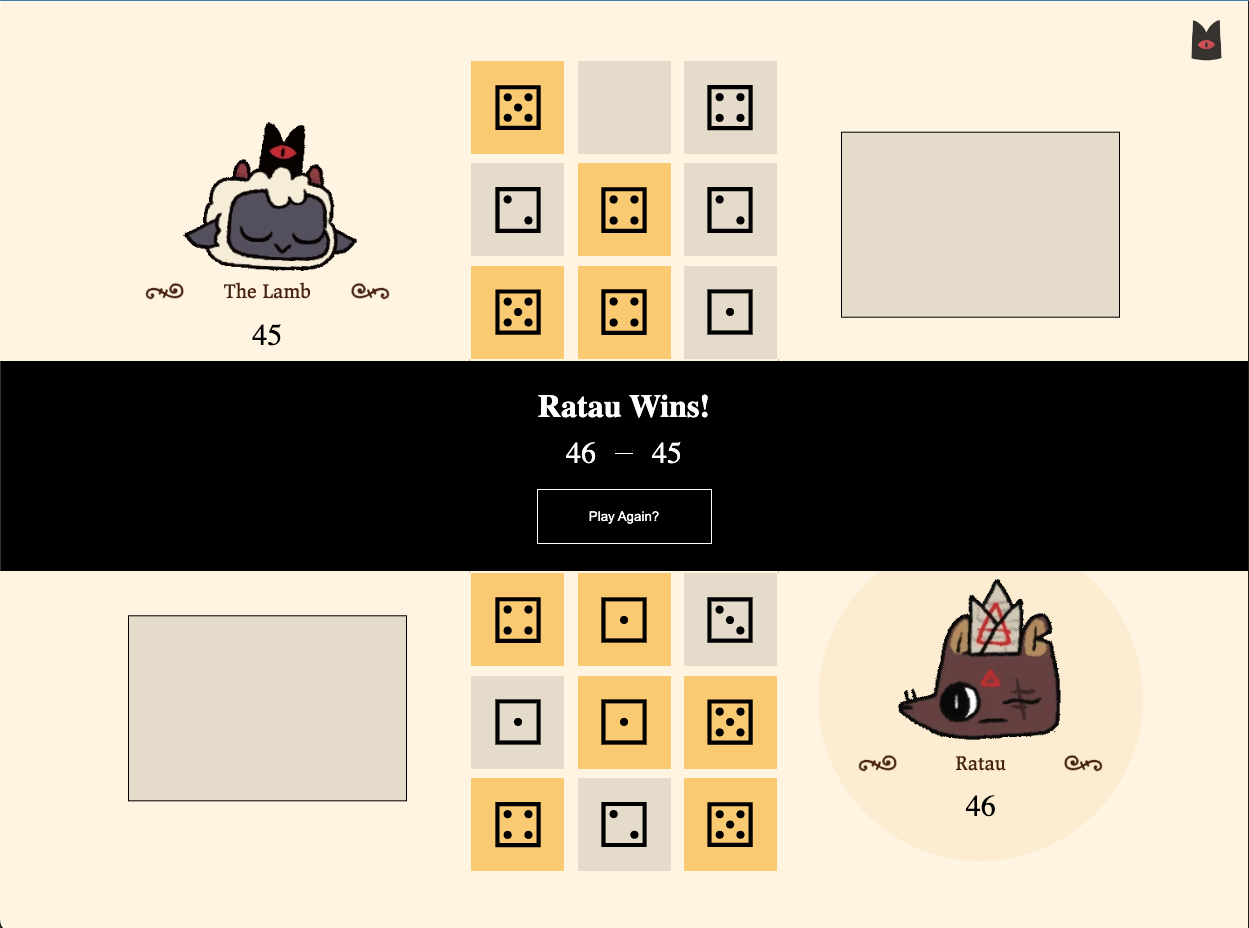 The Lamb
45
Ratau Wins!
46 — 45
Play Again?
Ratau
46